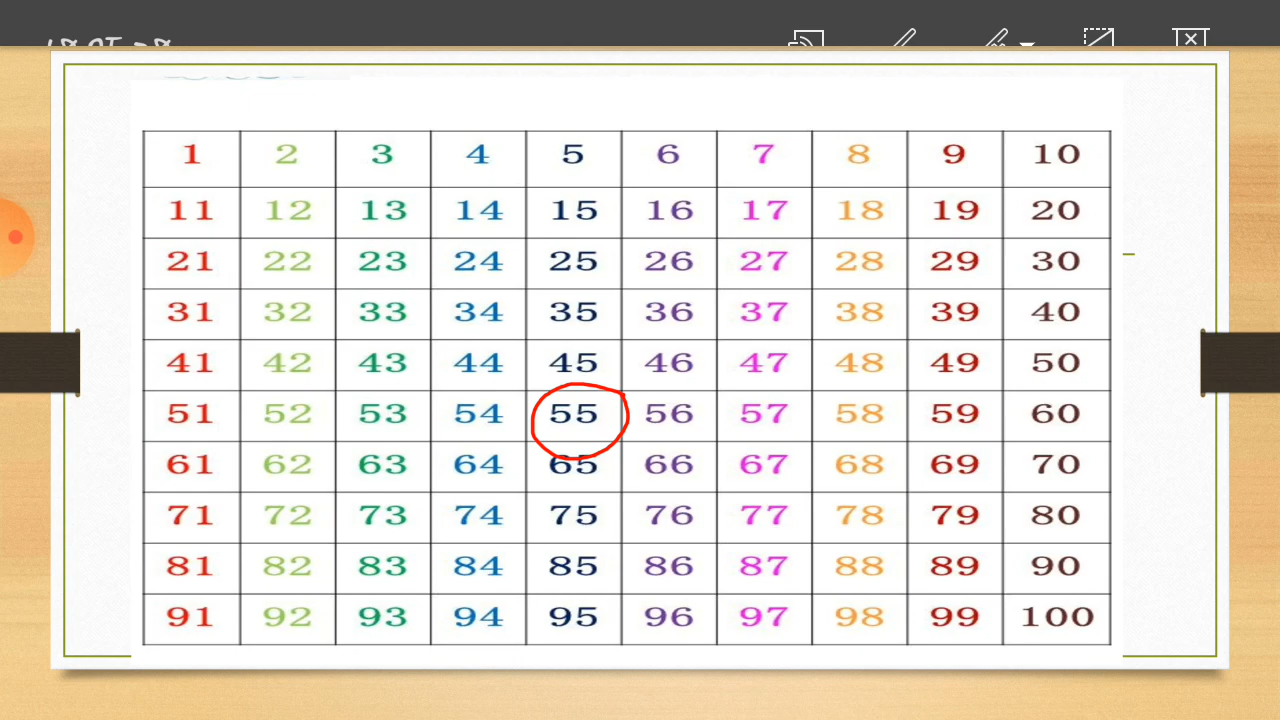 1 2 3 4 5 6 7 8 9 10
11 12 13 14 15 16 17 18 19 20
21 22 23 24 25 26 27 28 29 30
31 32 33 34 35 36 37 38 39 40
41 42 43 44 45 46 47 48 49 50
51 52 53 54 55 56 57 58 59 60
61 62 63 64 65 66 67 68 69 70
71 72 73 74 75 76 77 78 79 80
81 82 83 84 85 86 87 88 89 90
91 92 93 94 95 96 97 98 99 100